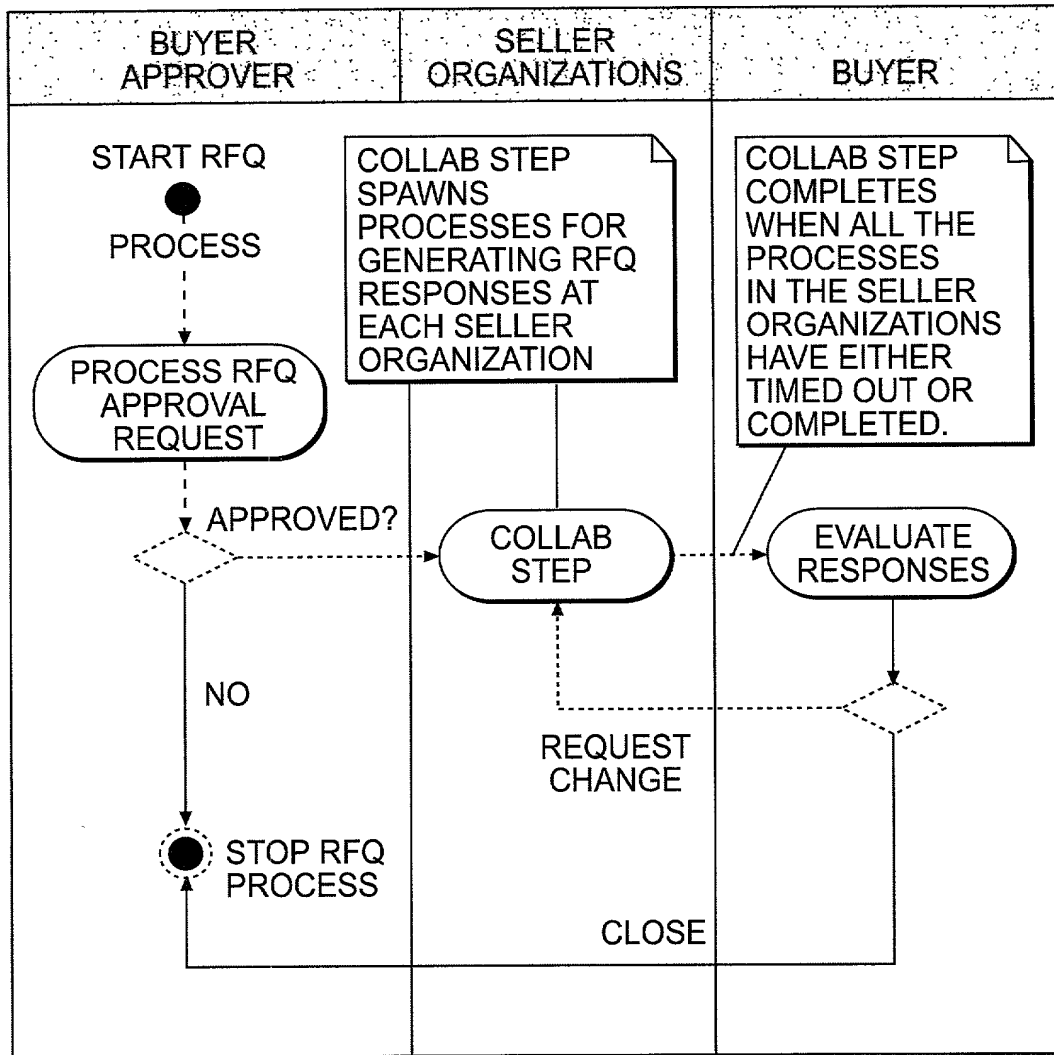 BUYER
APPROVER
SELLER
ORGANIZATIONS
BUYER
START RFQ
PROCESS
COLLAB STEP
SPAWNS
PROCESSES FOR
GENERATING RFQ
RESPONSES AT
EACH SELLER
ORGANIZATION
COLLAB STEP
COMPLETES
WHEN ALL THE
PROCESSES
IN THE SELLER
ORGANIZATIONS
HAVE EITHER
TIMED OUT OR
COMPLETED.
PROCESS RFQ
APPROVAL
REQUEST
APPROVED?
COLLAB
STEP
EVALUATE
RESPONSES
NO
REQUEST
CHANGE
STOP RFQ
PROCESS
CLOSE